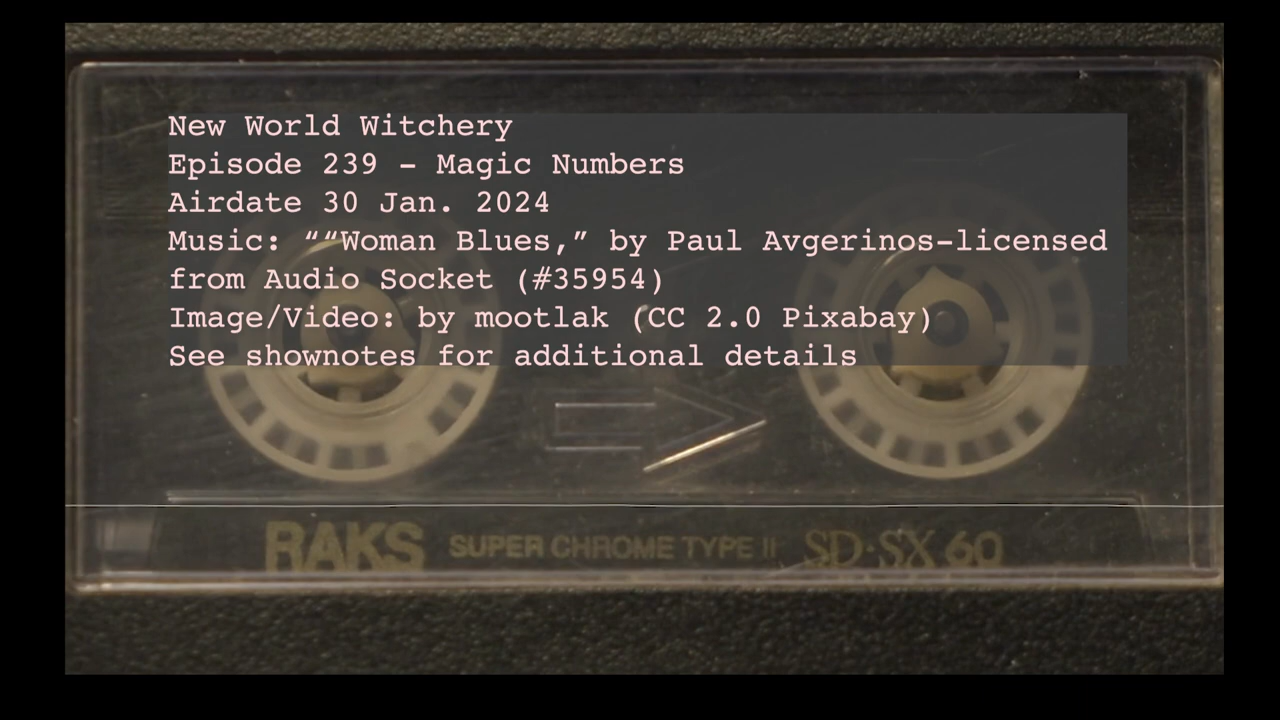 New World Witchery
Episode 239 – Magic Numbers
Airdate 30 Jan. 2024
Music: ““Woman Blues,” by Paul Avgerinos—licensed
from Audio Socket (#35954)
Image/Video: by mootlak (CC 2.0 Pixabay)
See shownotes for additional details
RAKS SUPER CHROME TYPE II SD·SX 60